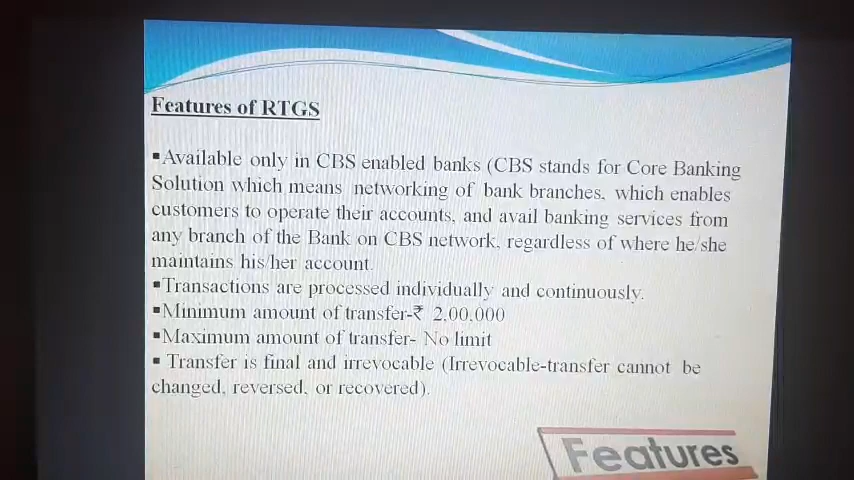 Features of RTGS
▪Available only in CBS enabled banks (CBS stands for Core Banking
Solution which means networking of bank branches, which enables
customers to operate their accounts, and avail banking services from
any branch of the Bank on CBS network, regardless of where he/she
maintains his/her account.
▪Transactions are processed individually and continuously.
▪Minimum amount of transfer-₹ 2,00,000
▪Maximum amount of transfer- No limit
▪ Transfer is final and irrevocable (Irrevocable-transfer cannot be
changed, reversed, or recovered).
Features